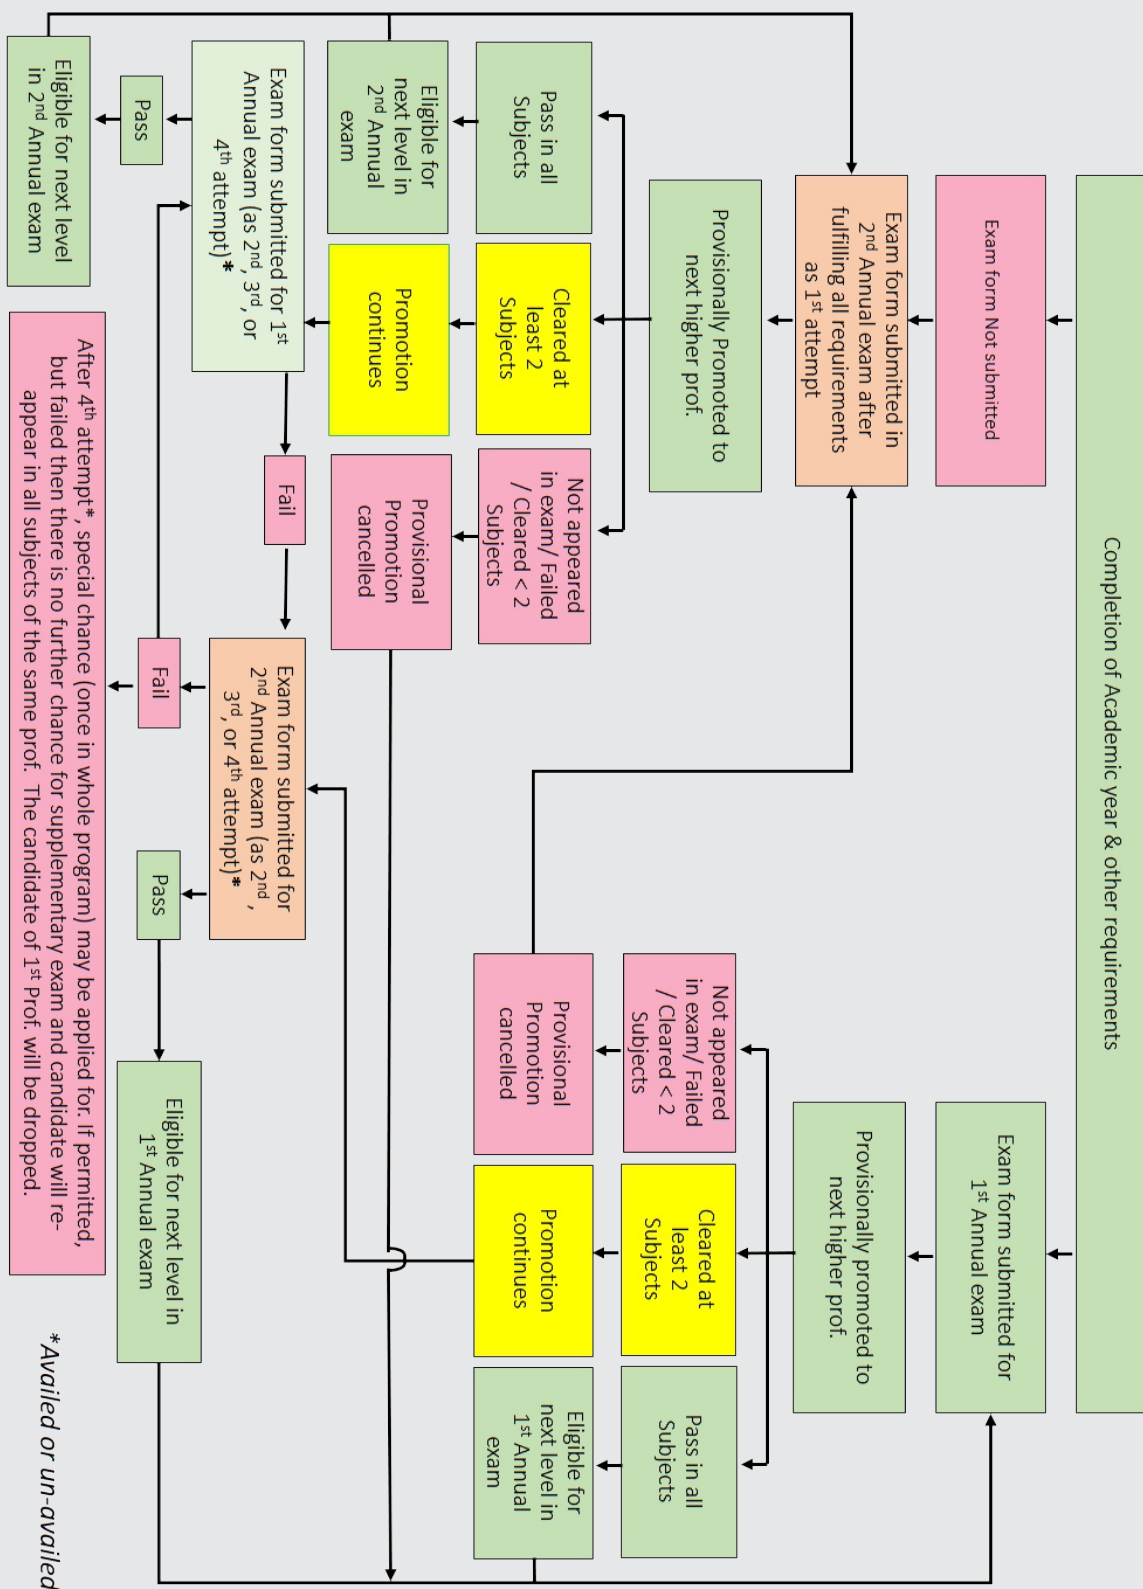 Completion of Academic year & other requirements
Exam form Not submitted
Exam form submitted for
1st Annual exam
Exam form submitted in
2nd Annual exam after
fulfilling all requirements
as 1st attempt
Provisionally promoted to
next higher prof.
Provisionally Promoted to
next higher prof.
Pass in all
Subjects
Cleared at
least 2
Subjects
Not appeared
in exam/ Failed
/ Cleared < 2
Subjects
Not appeared
in exam/ Failed
/ Cleared < 2
Subjects
Cleared at
least 2
Subjects
Pass in all
Subjects
Eligible for
next level in
2nd Annual
exam
Promotion
continues
Provisional
Promotion
cancelled
Provisional
Promotion
cancelled
Promotion
continues
Eligible for
next level in
1st Annual
exam
Exam form submitted for 1st
Annual exam (as 2nd, 3rd, or
4th attempt)*
Fail
Exam form submitted for
2nd Annual exam (as 2nd ,
3rd, or 4th attempt)*
Pass
Fail
Pass
Eligible for next level in
1st Annual exam
Eligible for next level
in 2nd Annual exam
After 4th attempt*, special chance (once in whole program) may be applied for. If permitted,
but failed then there is no further chance for supplementary exam and candidate will re-
appear in all subjects of the same prof. The candidate of 1st Prof. will be dropped.
*Availed or un-availed